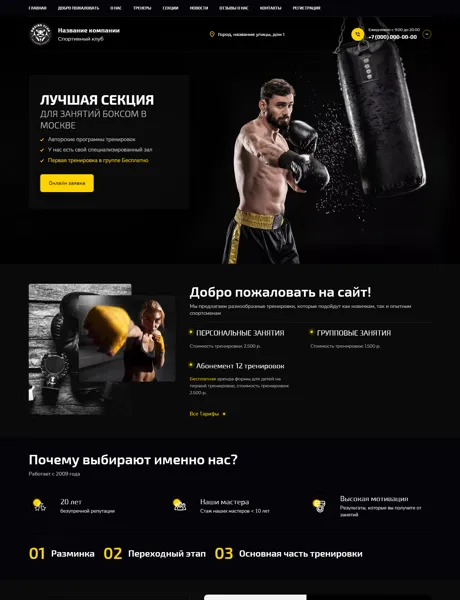 ГЛАВНАЯ ДОБРО ПОЖАЛОВАТЬ О НАС ТРЕНЕРЫ СЕКЦИИ НОВОСТИ ОТЗЫВЫ О НАС КОНТАКТЫ РЕГИСТРАЦИЯ
Название компании
Спортивный клуб
Город, название улицы, дом 1
Ежедневно с 9:00 до 20:00
+7 (000) 000-00-00
ЛУЧШАЯ СЕКЦИЯ
ДЛЯ ЗАНЯТИЙ БОКСОМ В
МОСКВЕ
Авторские программы тренировок
У нас есть свой специализированный зал
Первая тренировка в группе Бесплатно
Онлайн заявка
Добро пожаловать на сайт!
Мы предлагаем разнообразные тренировки, которые подойдут как новичкам, так и опытным
спортсменам
ПЕРСОНАЛЬНЫЕ ЗАНЯТИЯ
Стоимость тренировки: 2.500 р.
ГРУППОВЫЕ ЗАНЯТИЯ
Стоимость тренировки: 1.500 р.
Абонемент 12 тренировок
Бесплатная аренда формы для детей на
первой тренировке, стоимость тренировки:
2.000 р.
Все Тарифы
Почему выбирают именно нас?
Работает с 2009 года
20 лет
безупречной репутации
Наши мастера
Стаж наших мастеров < 10 лет
Высокая мотивация
Результаты, которые вы получите от
занятий
01 Разминка 02 Переходный этап 03 Основная часть тренировки